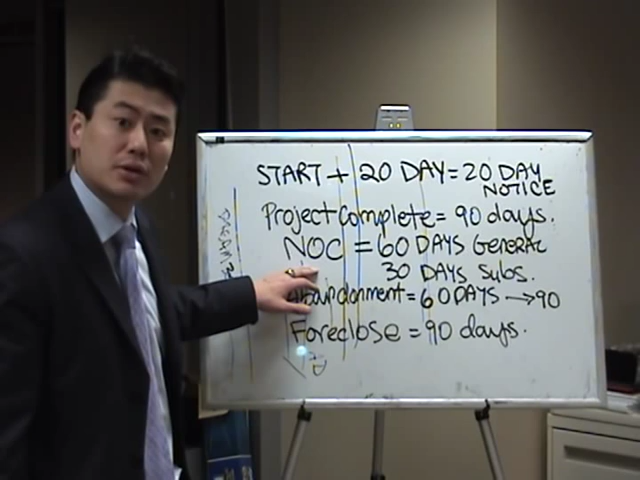 START + 20 DAY = 20 DAY
NOTICE
Project Complete = 90 days.
NOC = 60 DAYS GENERAL
30 DAYS Subs.
Abandonment = 60 DAYS → 90
Foreclose = 90 days.